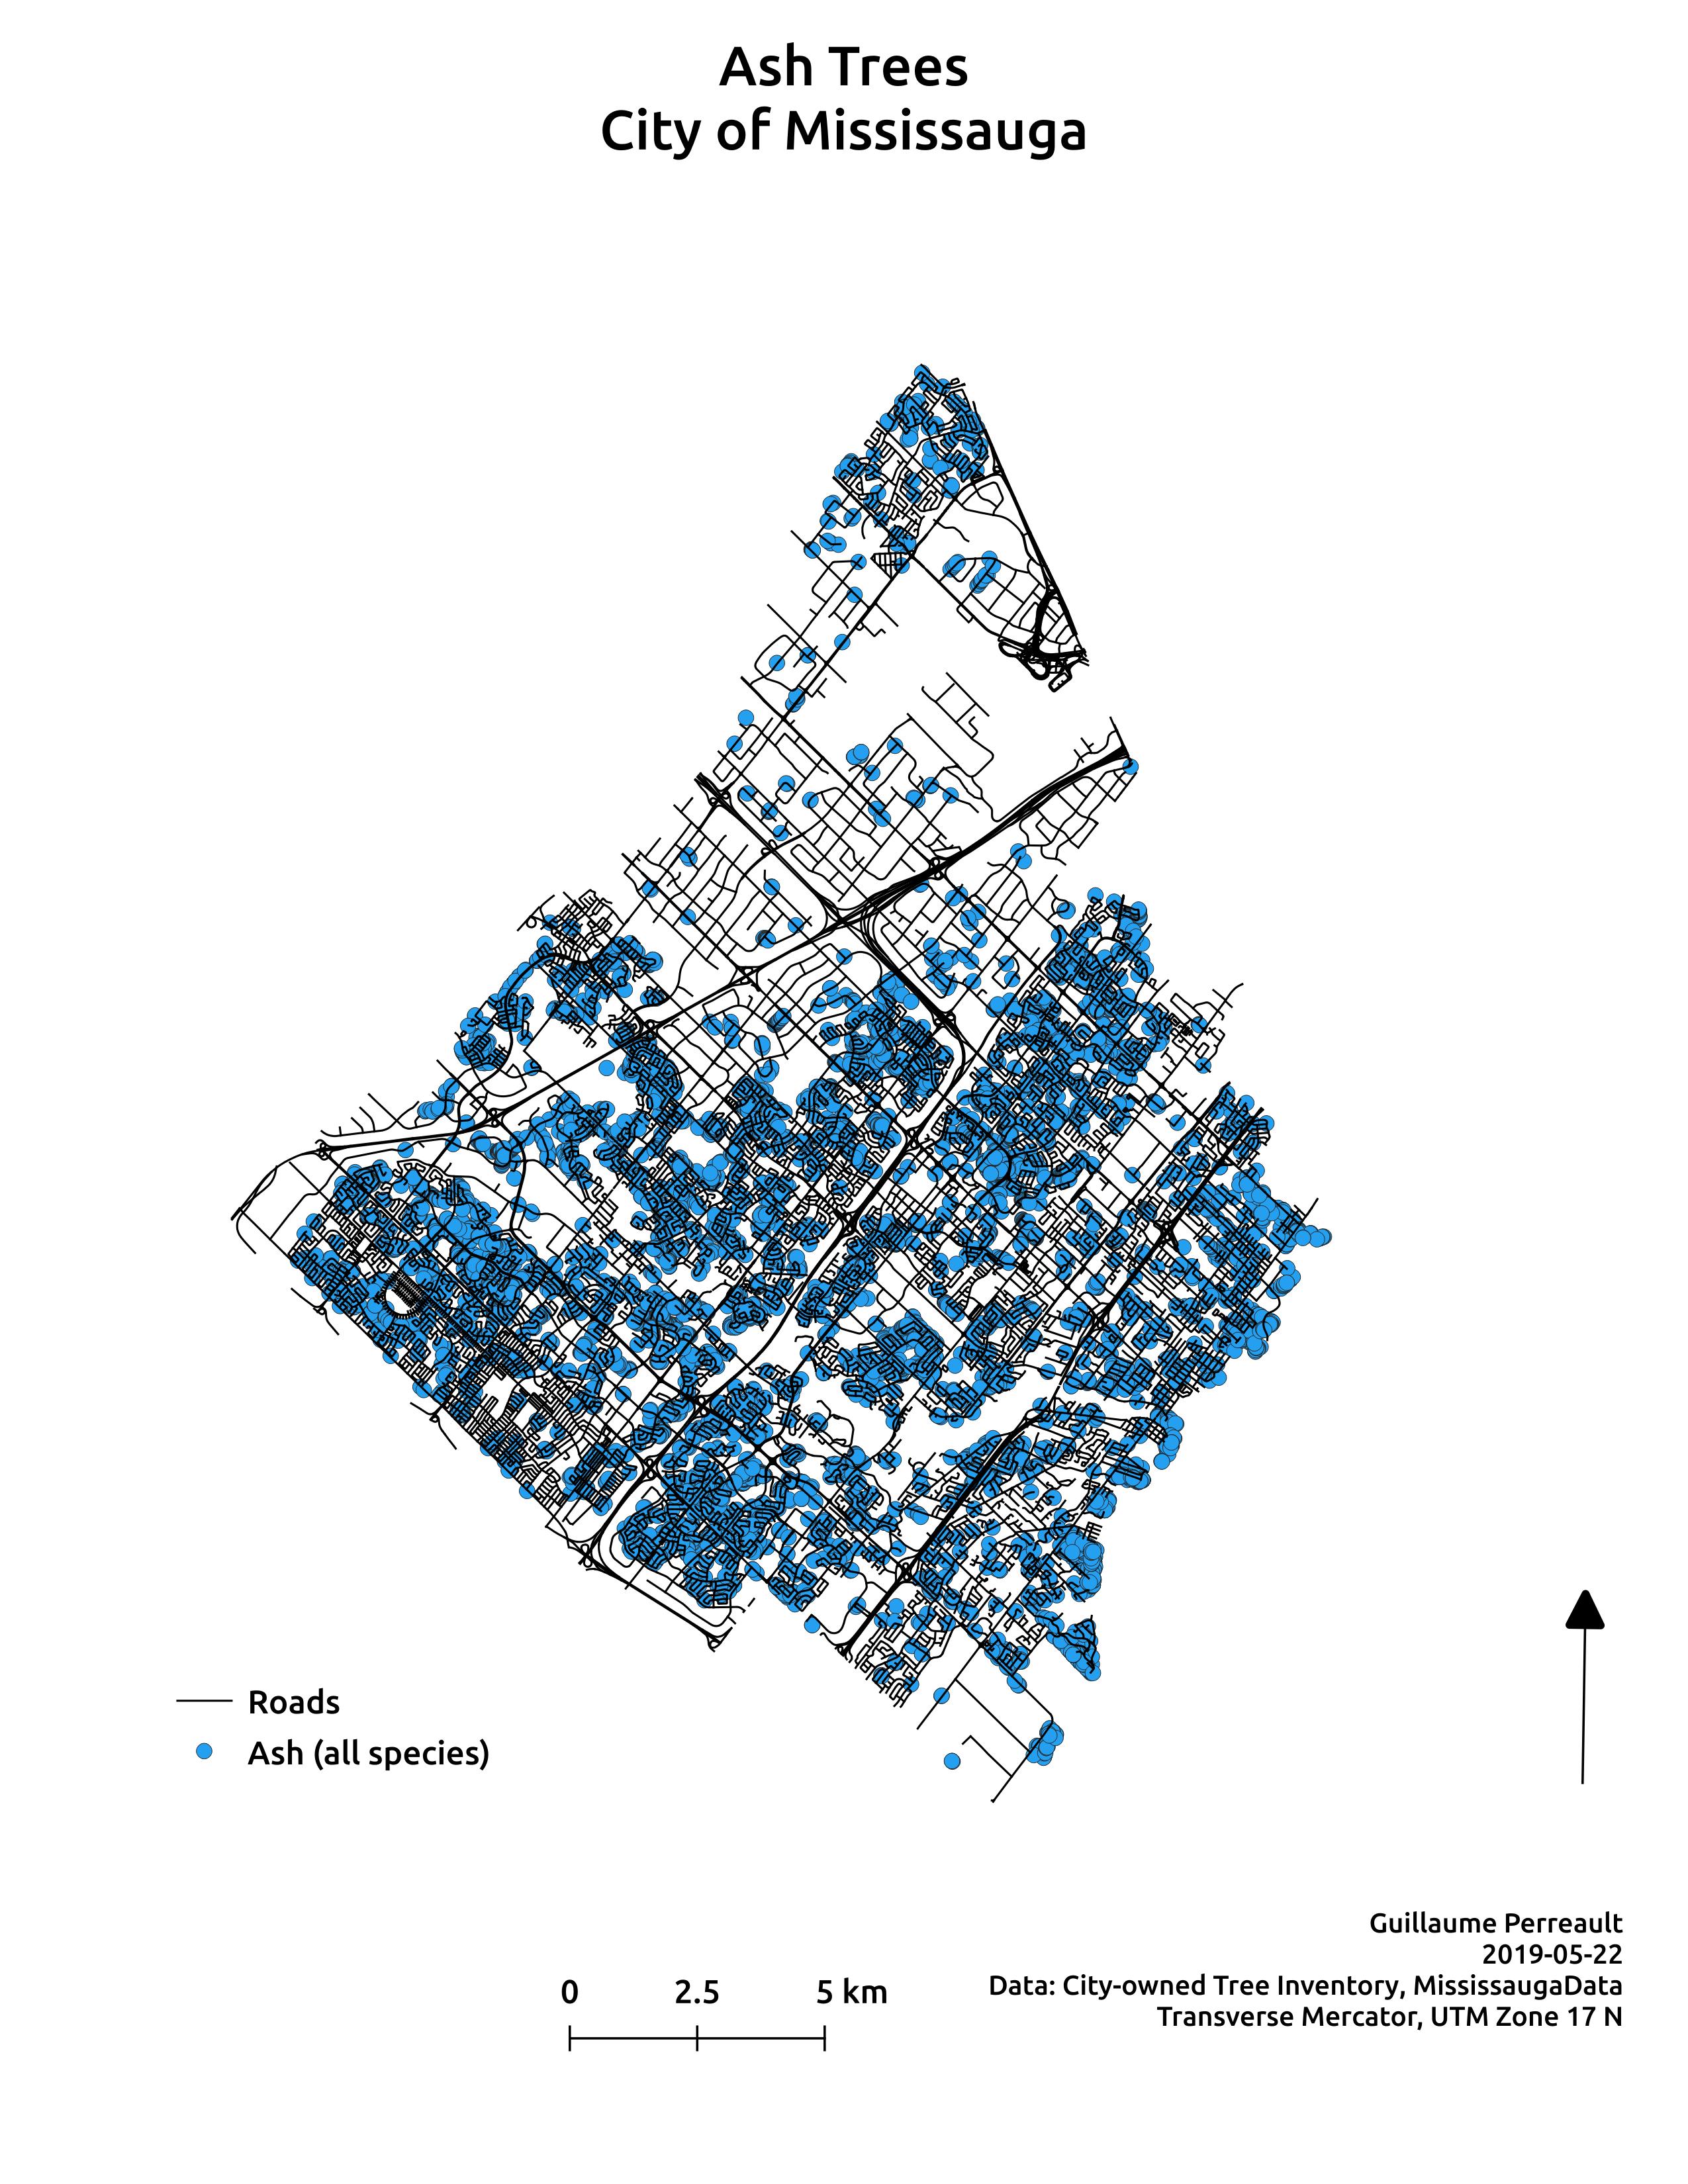 Ash Trees
City of Mississauga
Roads
Ash (all species)
Guillaume Perreault
2019-05-22
Data: City-owned Tree Inventory, MississaugaData
Transverse Mercator, UTM Zone 17 N
0 2.5 5 km